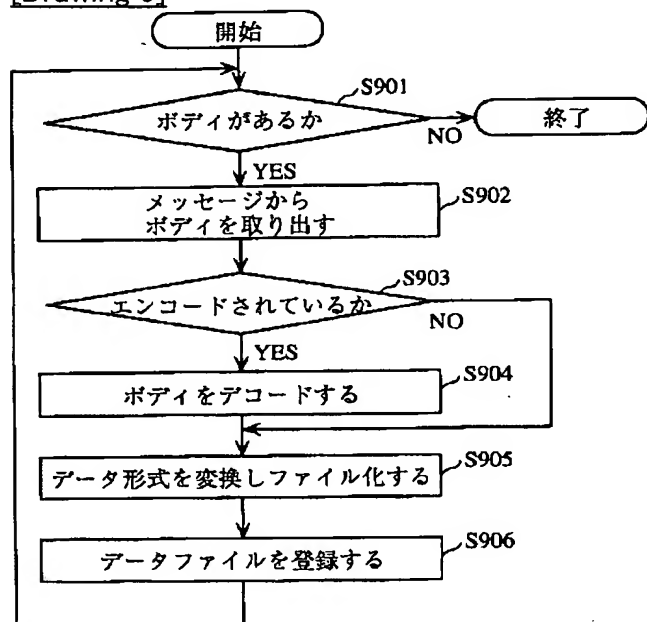 開始
S901
ボディがあるか
NO
終了
YES
S902
メッセージから
ボディを取り出す
S903
エンコードされているか
NO
YES
S904
ボディをデコードする
S905
データ形式を変換しファイル化する
S906
データファイルを登録する